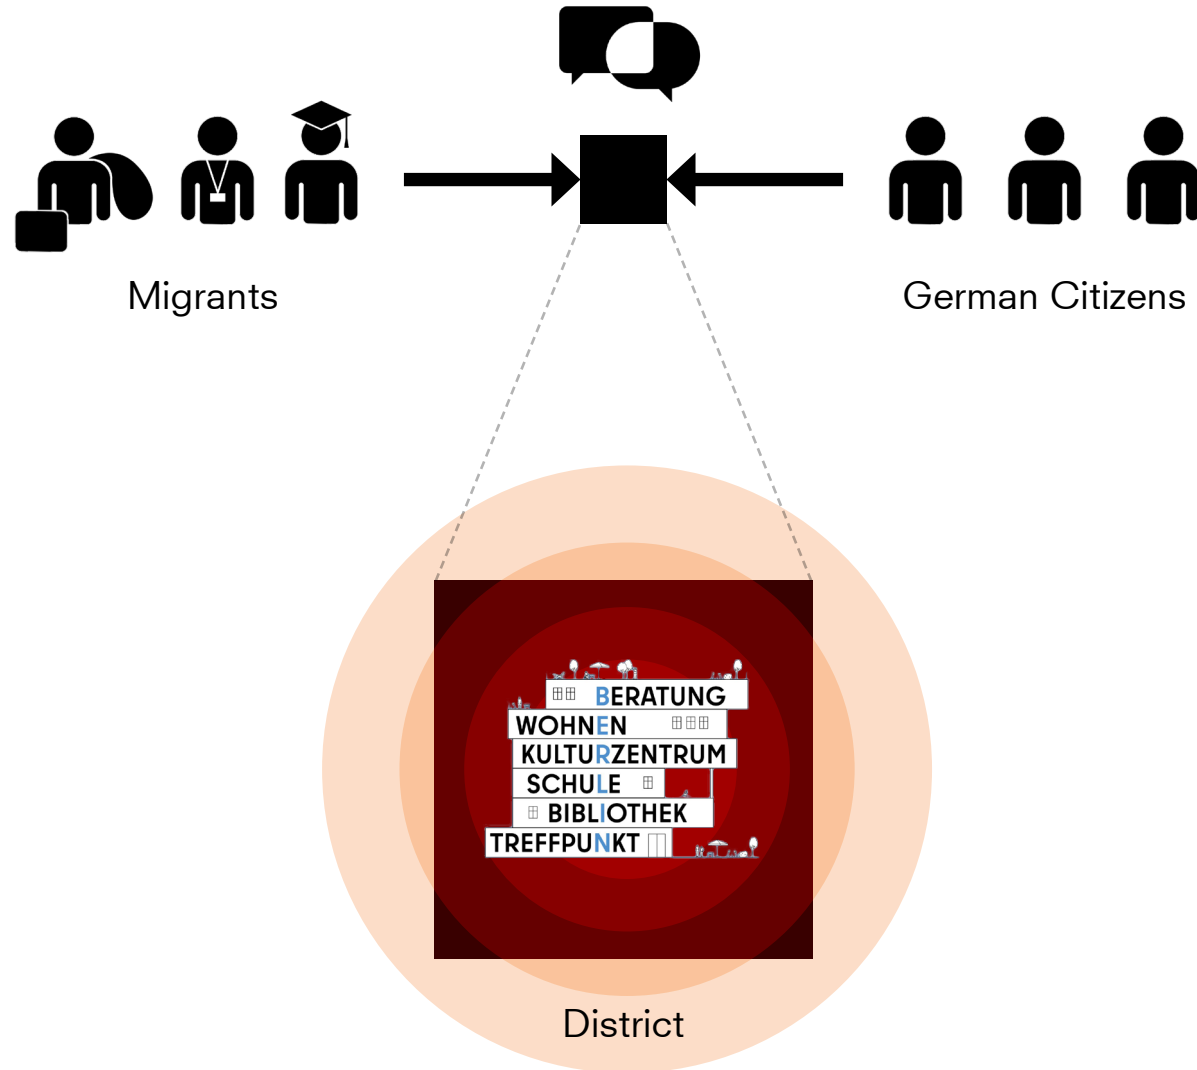 Migrants
German Citizens
BERATUNG
WOHNEN
KULTURZENTRUM
SCHULE
BIBLIOTHEK
TREFFPUNKT
District